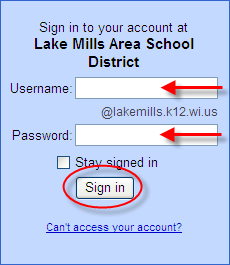 Sign in to your account at
Lake Mills Area School
District
Username:
@lakemills.k12.wi.us
Password:
Stay signed in
Sign in
Can't access your account?